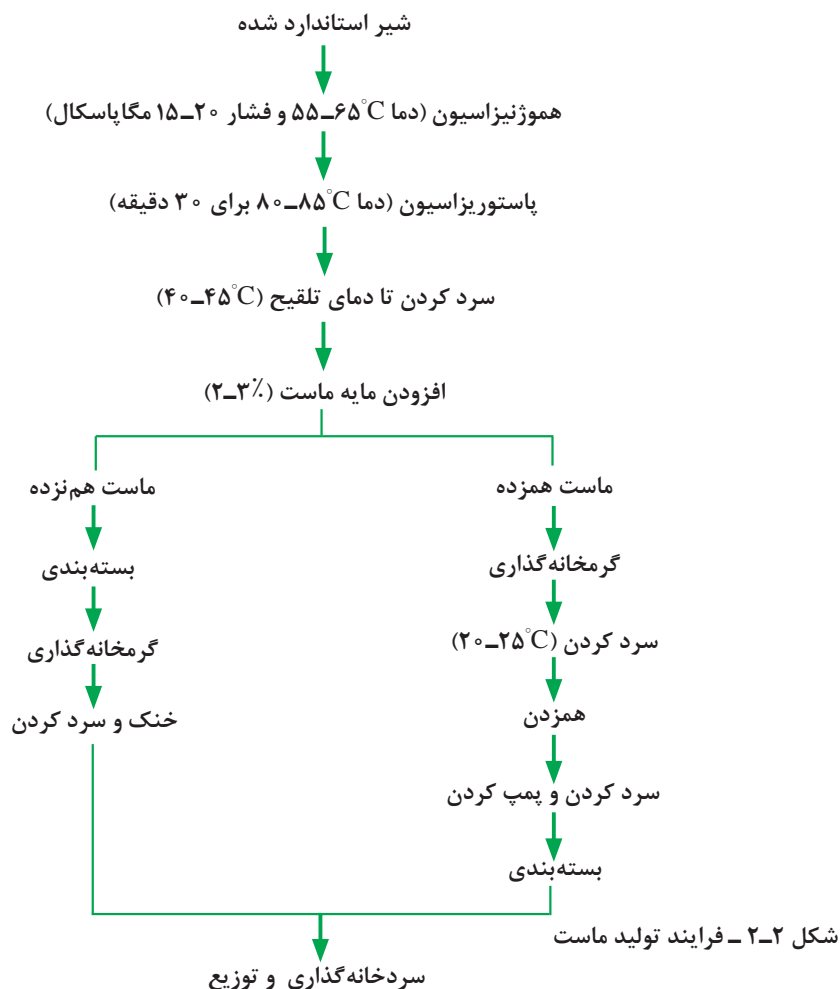 شیر استاندارد شده
هموژنیزاسیون (دما ۶۵°C–۵۵ و فشار ۲۰–۱۵ مگاپاسکال)
پاستوریزاسیون (دما ۸۵°C–۸۰ برای ۳۰ دقیقه)
سرد کردن تا دمای تلقیح (۴۵°C–۴۰)
افزودن مایه ماست (۳٪–۲)
ماست همزده
گرمخانه‌گذاری
سرد کردن (۲۵°C–۲۰)
همزدن
سرد کردن و پمپ کردن
بسته‌بندی
ماست هم‌نزده
بسته‌بندی
گرمخانه‌گذاری
خنک و سرد کردن
سردخانه‌گذاری و توزیع
شکل ۲–۲ – فرایند تولید ماست